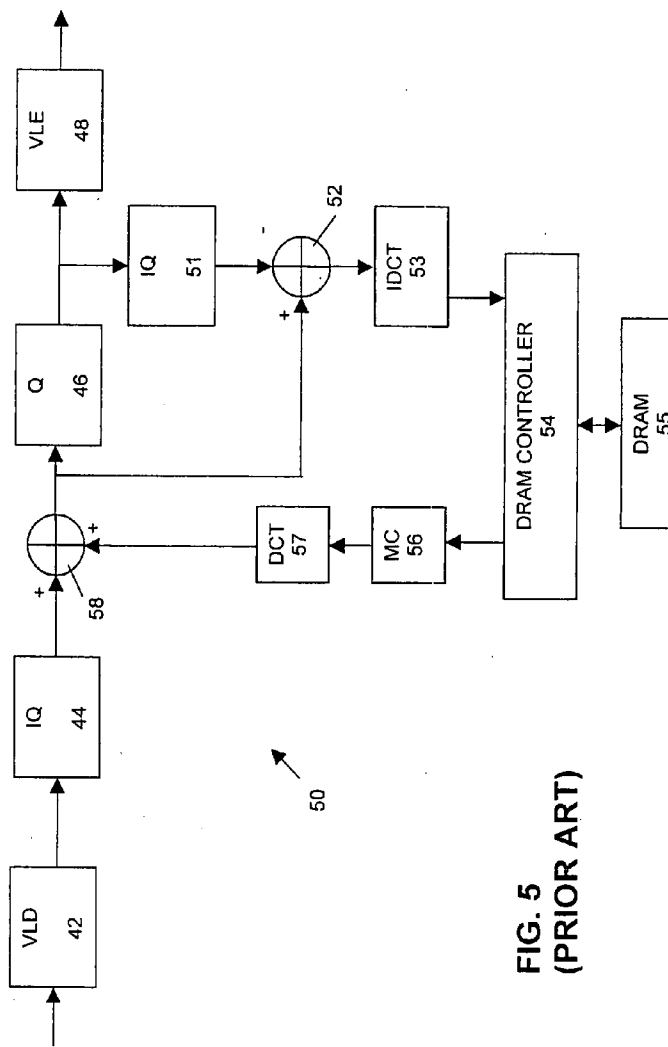 VLD
42
IQ
44
+
58
+
Q
46
VLE
48
IQ
51
-
52
+
IDCT
53
DCT
57
MC
56
DRAM CONTROLLER
54
DRAM
55
50
FIG. 5
(PRIOR ART)